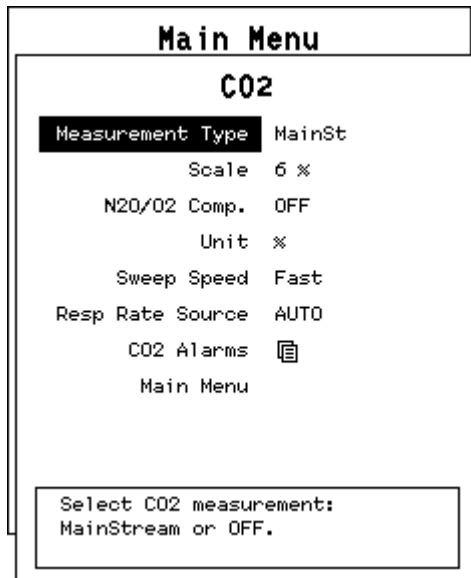 Main Menu
CO2
Measurement Type MainSt
Scale 6 %
N2O/O2 Comp. OFF
Unit %
Sweep Speed Fast
Resp Rate Source AUTO
CO2 Alarms
Main Menu
Select CO2 measurement:
MainStream or OFF.